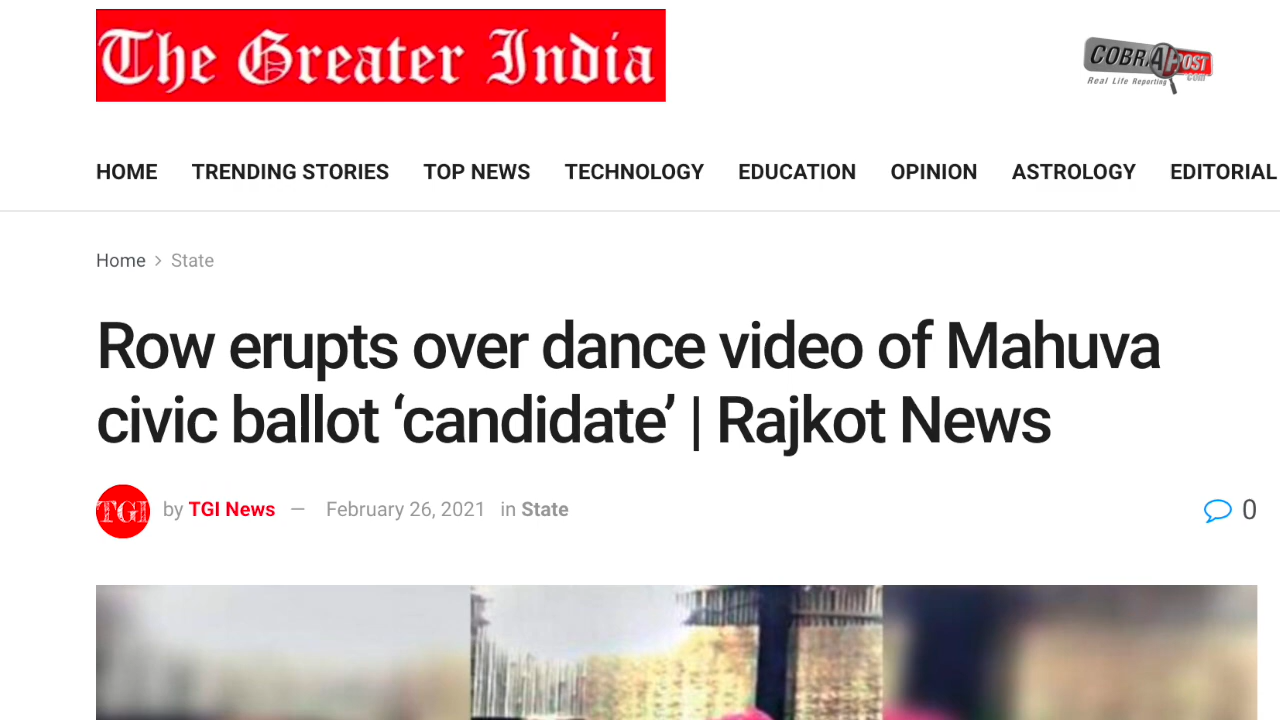 The Greater India
COBRAPOST
.com
Real Life Reporting
HOME TRENDING STORIES TOP NEWS TECHNOLOGY EDUCATION OPINION ASTROLOGY EDITORIAL
Home > State
Row erupts over dance video of Mahuva
civic ballot ‘candidate’ | Rajkot News
TGI by TGI News — February 26, 2021 in State 0